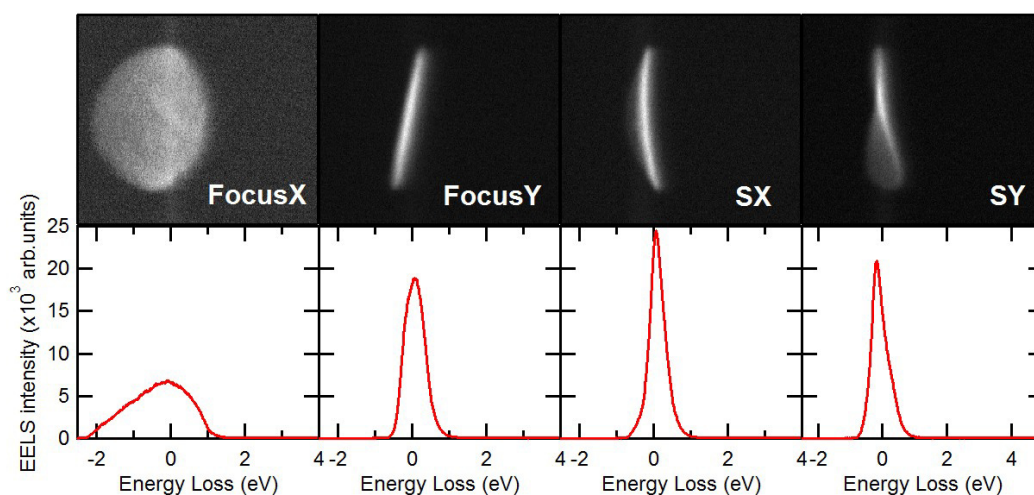 FocusX
FocusY
SX
SY
EELS intensity (x10³ arb.units)
25
20
15
10
5
0
-2 0 2 4 -2 0 2 4 -2 0 2 4 -2 0 2 4
Energy Loss (eV) Energy Loss (eV) Energy Loss (eV) Energy Loss (eV)